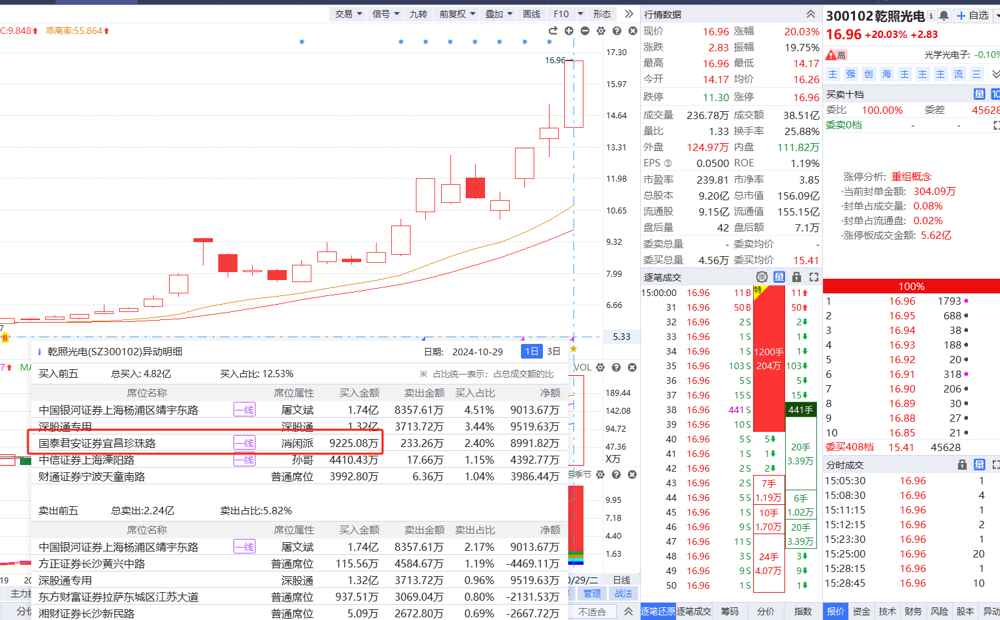 交易 信号 九转 前复权 叠加 画线 F10 形态
C:9.848 乖离率:55.864
16.96
17.30
15.97
14.64
13.31
11.98
10.65
9.32
7.99
6.66
5.33
B
乾照光电(SZ300102)异动明细 日期: 2024-10-29 1日 3日
买入前五 总买入: 4.82亿 买入占比: 12.53% ※ 占比统一表示: 占总成交额的比
席位名称 席位属性 买入金额 卖出金额 买入占比 净额
中国银河证券上海杨浦区靖宇东路 一线 屠文斌 1.74亿 8357.61万 4.51% 9013.67万
深股通专用 深股通 1.32亿 3713.72万 3.44% 9519.63万
国泰君安证券宜昌珍珠路 一线 消闲派 9225.08万 233.26万 2.40% 8991.82万
中信证券上海溧阳路 一线 孙哥 4410.43万 17.66万 1.15% 4392.77万
财通证券宁波天童南路 普通席位 3992.80万 6.36万 1.04% 3986.44万
卖出前五 总卖出:2.24亿 卖出占比:5.82%
席位名称 席位属性 买入金额 卖出金额 卖出占比 净额
中国银河证券上海杨浦区靖宇东路 一线 屠文斌 1.74亿 8357.61万 2.17% 9013.67万
方正证券长沙黄兴中路 普通席位 115.56万 4584.67万 1.19% -4469.11万
深股通专用 深股通 1.32亿 3713.72万 0.96% 9519.63万
东方财富证券拉萨东城区江苏大道 普通席位 937.51万 3069.04万 0.80% -2131.53万
湘财证券长沙新民路 普通席位 5.09万 2672.80万 0.69% -2667.72万
VOL
189.44
142.08
94.72
47.36
X万
季节
9.95
7.18
4.40
1.63
19 20
/29/二 日线
主力 管理 战法
分价 不适合
行情数据
现价 16.96 涨幅 20.03%
涨跌 2.83 振幅 19.75%
最高 16.96 最低 14.17
今开 14.17 均价 16.26
跌停 11.30 涨停 16.96
成交量 236.78万 成交额 38.51亿
量比 1.33 换手率 25.88%
外盘 124.97万 内盘 111.82万
EPS ③ 0.0500 ROE 1.19%
市盈率 239.81 市净率 3.85
总股本 9.20亿 总市值 156.09亿
流通股 9.15亿 流通值 155.15亿
盘后量 42 盘后额 7.1万
委卖总量 - 委卖均价 -
委买总量 4.56万 委买均价 15.41
逐笔成交 单 量
15:00:00 16.96 11 B
31 16.96 50 B
32 16.96 2 S
33 16.96 1 S
34 16.96 1 S
35 16.96 103 S
36 16.96 5 S
37 16.96 15 S
38 16.96 441 S
39 16.96 10 S
40 16.96 5 S
41 16.96 1 S
42 16.96 2 S
43 16.96 2 S
44 16.96 5 S
45 16.96 1 S
46 16.96 9 S
47 16.96 11 S
48 16.96 3 S
49 16.96 9 S
50 16.96 1 S
特
1200手
204万
7手
1.19万
10手
1.70万
24手
4.07万
11
50
2
1
1
103
5
15
441手
5
1
2
20手
3.39万
6手
1.02万
20手
3.39万
3
9
1
逐笔还原 逐笔成交 筹码 分价 指数
300102 乾照光电 自选
16.96 +20.03% +2.83
高 光学光电子: -0.10%
主 强 创 海 主 主 主 流 三
买卖十档 量 10
委比 100.00% 委差 45628
委卖0档 - -
涨停分析: 重组概念
·当前封单金额: 304.09万
·封单占成交量: 0.08%
·封单占流通盘: 0.02%
·涨停板成交金额: 5.62亿
100%
1 16.96 1793
2 16.95 688
3 16.94 38
4 16.93 188
5 16.92 20
6 16.91 318
7 16.90 206
8 16.89 30
9 16.88 27
10 16.85 21
委买408档 15.41 45628
分时成交 量
15:05:30 16.96 1
15:08:30 16.96 4
15:11:15 16.96 1
15:12:15 16.96 2
15:23:30 16.96 1
15:25:00 16.96 20
15:28:15 16.96 1
15:28:45 16.96 10
报价 资金 技术 财务 风险 股本 异动